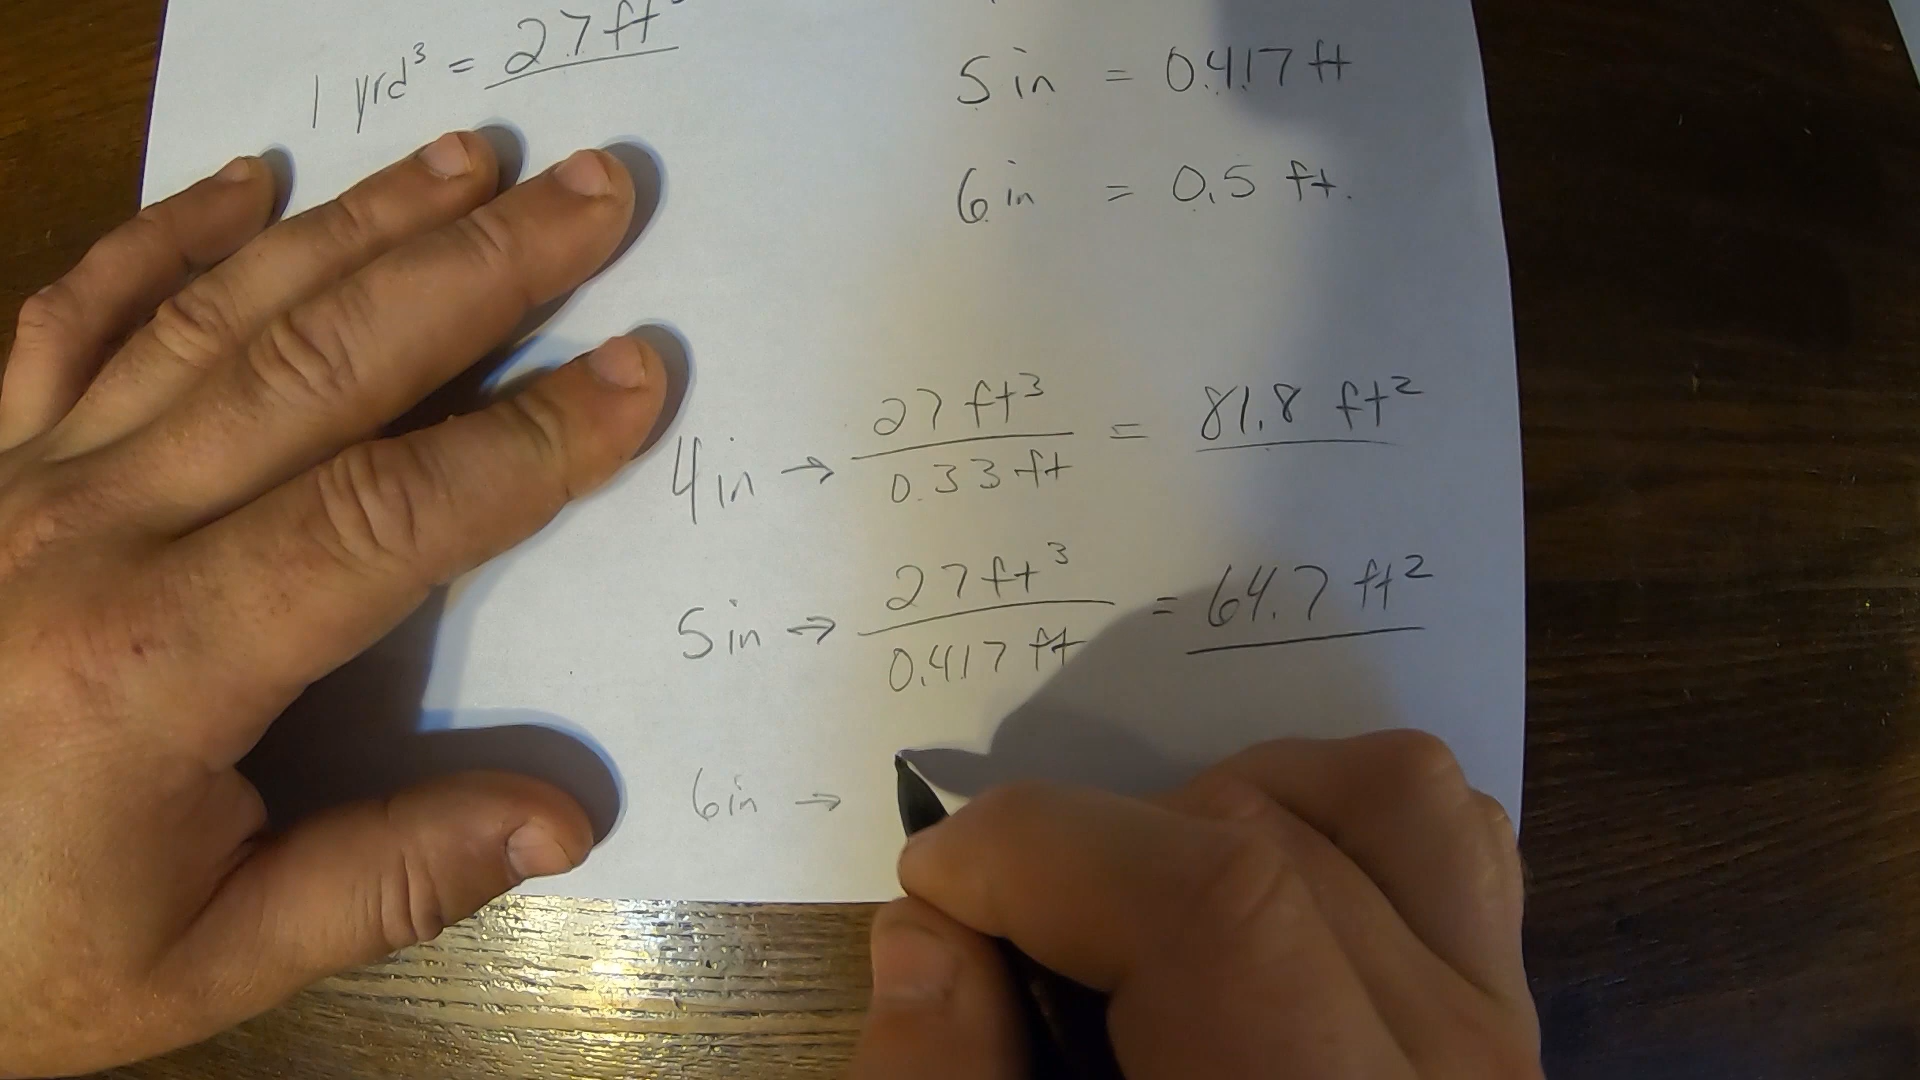 1 yrd³ = 27 ft³
5 in = 0.417 ft
6 in = 0.5 ft.
4 in → 27 ft³ / 0.33 ft = 81.8 ft²
5 in → 27 ft³ / 0.417 ft = 64.7 ft²
6 in →